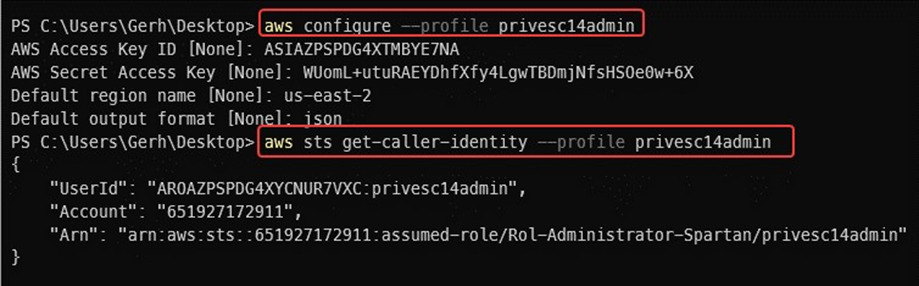 PS C:\Users\Gerh\Desktop> aws configure --profile privesc14admin
AWS Access Key ID [None]: ASIAZPSPDG4XTMBYE7NA
AWS Secret Access Key [None]: WUomL+utuRAEYDhfXfy4LgwTBDmjNfsHSOe0w+6X
Default region name [None]: us-east-2
Default output format [None]: json
PS C:\Users\Gerh\Desktop> aws sts get-caller-identity --profile privesc14admin
{
    "UserId": "AROAZPSPDG4XYCNUR7VXC:privesc14admin",
    "Account": "651927172911",
    "Arn": "arn:aws:sts::651927172911:assumed-role/Rol-Administrator-Spartan/privesc14admin"
}